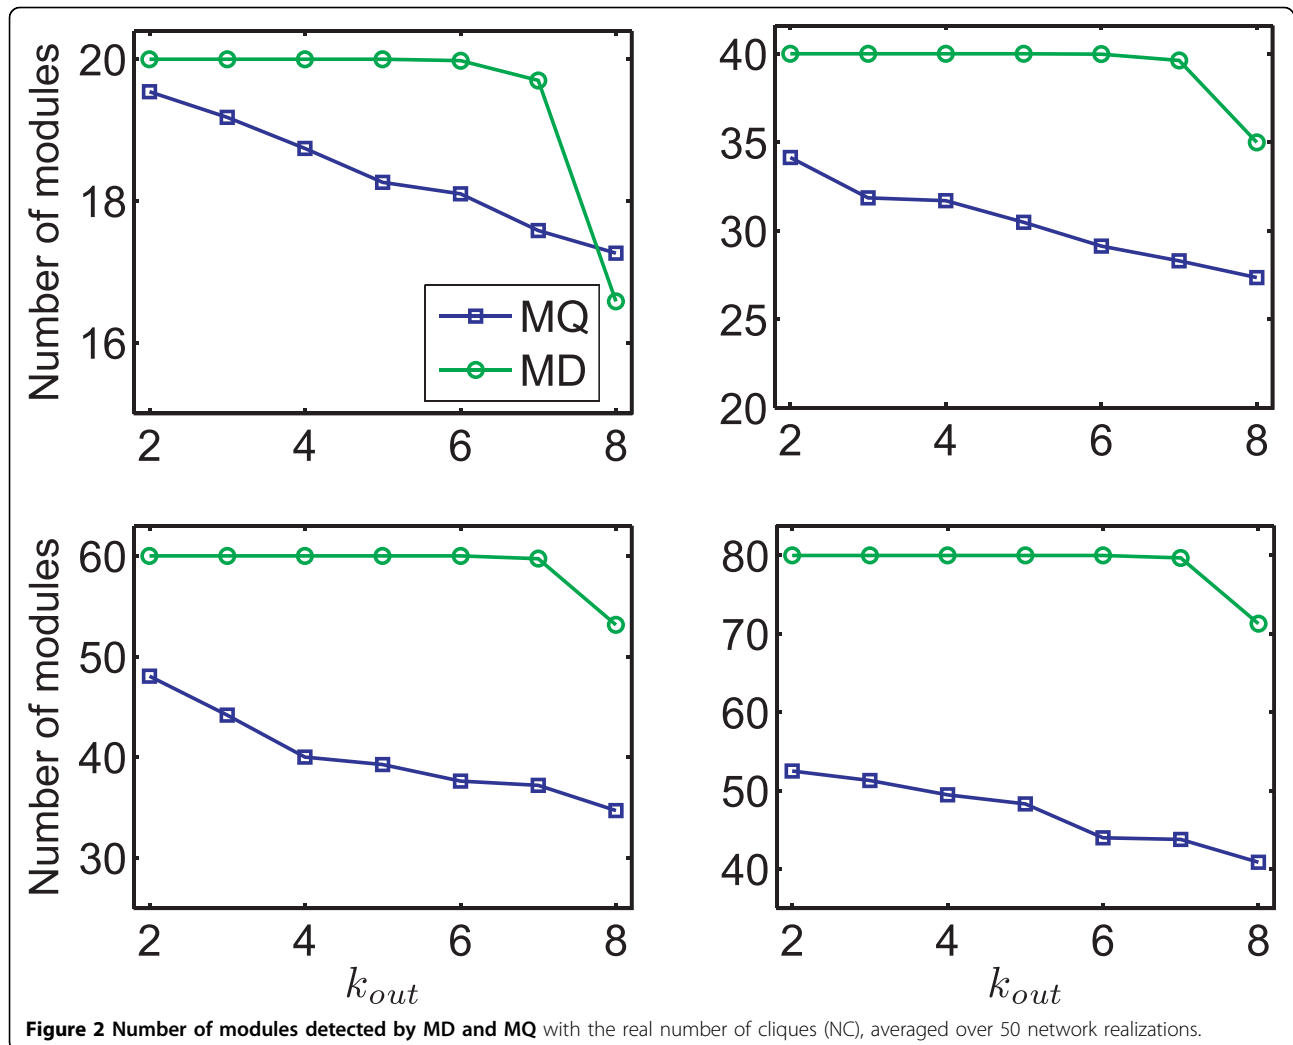 Number of modules
20
18
16
2 4 6 8
MQ
MD
40
35
30
25
20
2 4 6 8
Number of modules
60
50
40
30
2 4 6 8
k_out
80
70
60
50
40
2 4 6 8
k_out
Figure 2 Number of modules detected by MD and MQ with the real number of cliques (NC), averaged over 50 network realizations.